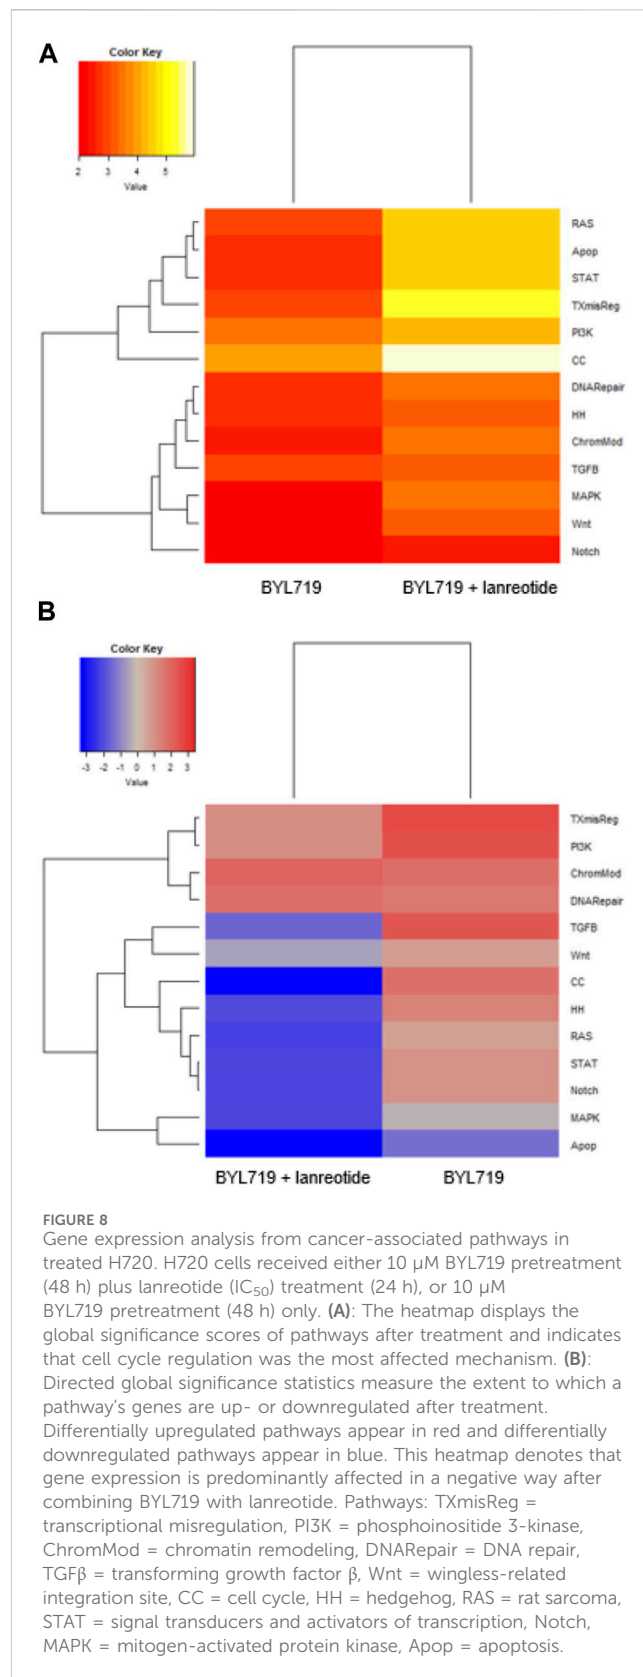 A
Color Key
2 3 4 5
Value
RAS
Apop
STAT
TXmisReg
PI3K
CC
DNARepair
HH
ChromMod
TGFB
MAPK
Wnt
Notch
BYL719 BYL719 + lanreotide
B
Color Key
-3 -2 -1 0 1 2 3
Value
TXmisReg
PI3K
ChromMod
DNARepair
TGFB
Wnt
CC
HH
RAS
STAT
Notch
MAPK
Apop
BYL719 + lanreotide BYL719
FIGURE 8
Gene expression analysis from cancer-associated pathways in
treated H720. H720 cells received either 10 µM BYL719 pretreatment
(48 h) plus lanreotide (IC50) treatment (24 h), or 10 µM
BYL719 pretreatment (48 h) only. (A): The heatmap displays the
global significance scores of pathways after treatment and indicates
that cell cycle regulation was the most affected mechanism. (B):
Directed global significance statistics measure the extent to which a
pathway's genes are up- or downregulated after treatment.
Differentially upregulated pathways appear in red and differentially
downregulated pathways appear in blue. This heatmap denotes that
gene expression is predominantly affected in a negative way after
combining BYL719 with lanreotide. Pathways: TXmisReg =
transcriptional misregulation, PI3K = phosphoinositide 3-kinase,
ChromMod = chromatin remodeling, DNARepair = DNA repair,
TGFβ = transforming growth factor β, Wnt = wingless-related
integration site, CC = cell cycle, HH = hedgehog, RAS = rat sarcoma,
STAT = signal transducers and activators of transcription, Notch,
MAPK = mitogen-activated protein kinase, Apop = apoptosis.